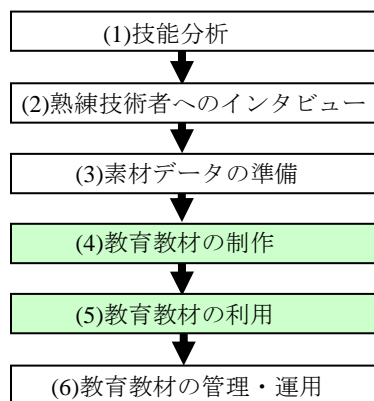 (1)技能分析
(2)熟練技術者へのインタビュー
(3)素材データの準備
(4)教育教材の制作
(5)教育教材の利用
(6)教育教材の管理・運用